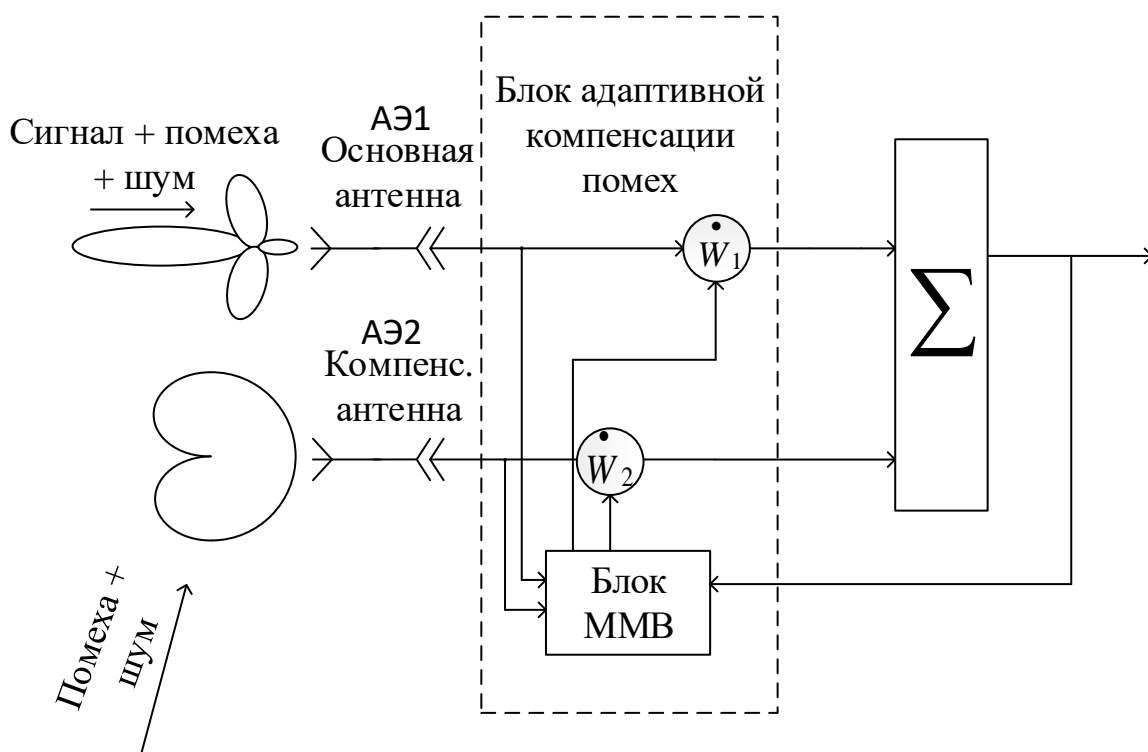 Блок адаптивной
компенсации
помех
Сигнал + помеха
+ шум
АЭ1
Основная
антенна
W1
Σ
АЭ2
Компенс.
антенна
W2
Блок
ММВ
Помеха +
шум